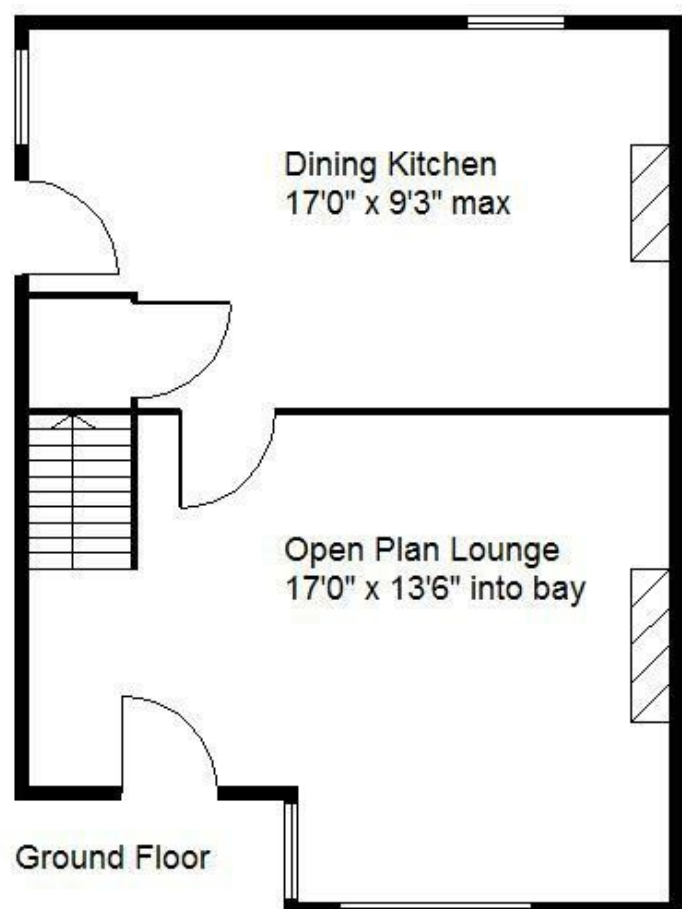 Dining Kitchen
17'0" x 9'3" max
Open Plan Lounge
17'0" x 13'6" into bay
Ground Floor